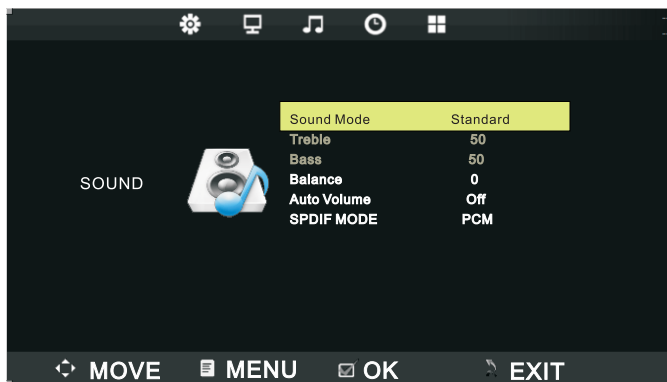 Sound Mode Standard
Treble 50
Bass 50
SOUND
Balance 0
Auto Volume Off
SPDIF MODE PCM
MOVE MENU OK EXIT